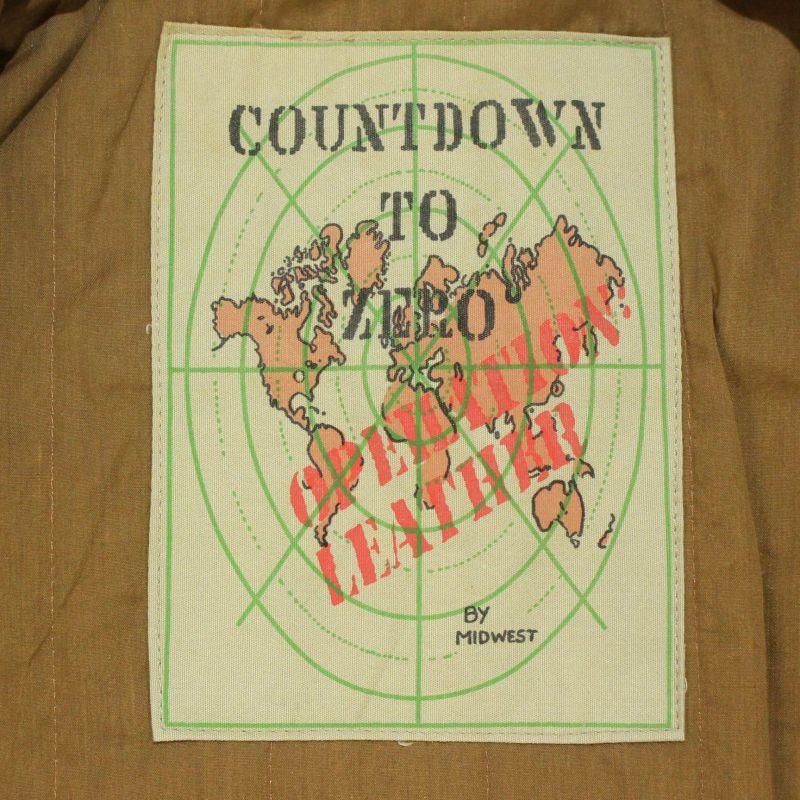 COUNTDOWN
TO
ZERO
OPERATION:
LEATHER
BY
MIDWEST